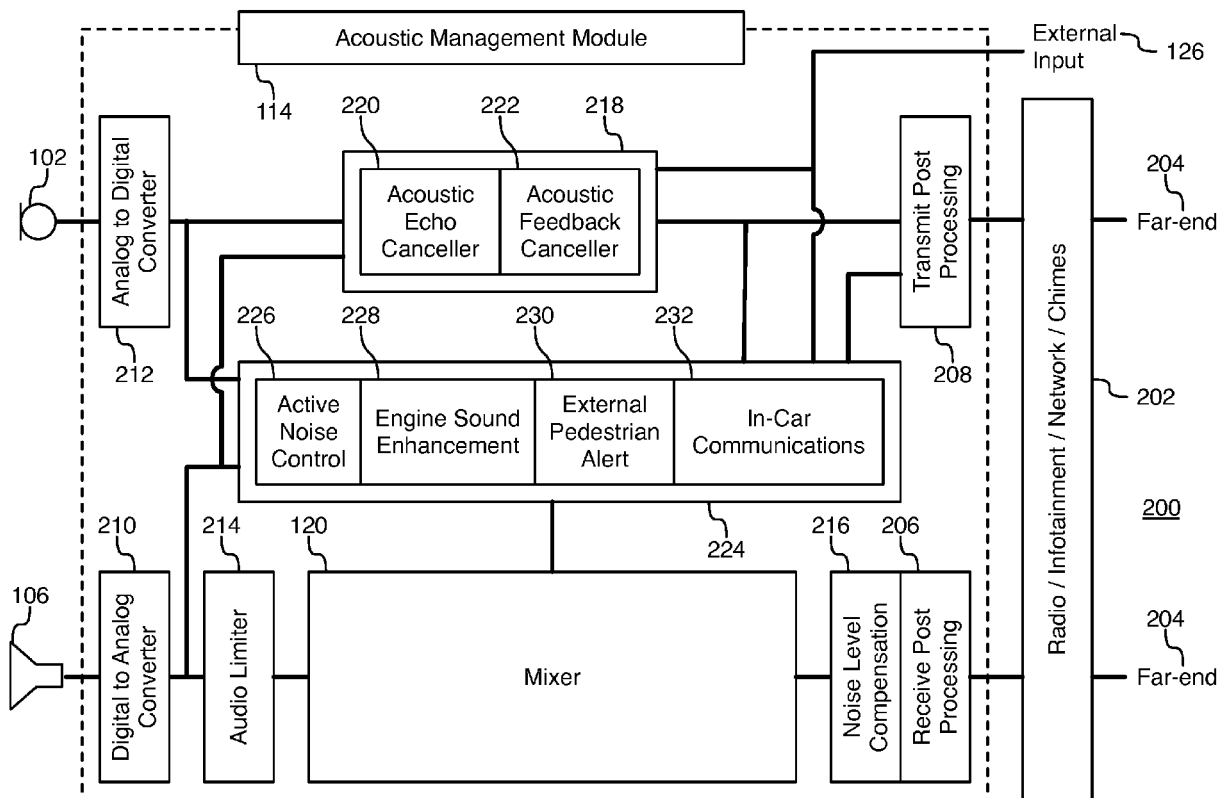 Acoustic Management Module
External
Input
126
114
220
222
218
102
Analog to Digital
Converter
Acoustic
Echo
Canceller
Acoustic
Feedback
Canceller
Transmit Post
Processing
204
Far-end
226
228
230
232
212
208
Active
Noise
Control
Engine Sound
Enhancement
External
Pedestrian
Alert
In-Car
Communications
Radio / Infotainment / Network / Chimes
202
200
210
214
120
224
216
206
106
Digital to Analog
Converter
Audio Limiter
Mixer
Noise Level
Compensation
Receive Post
Processing
204
Far-end